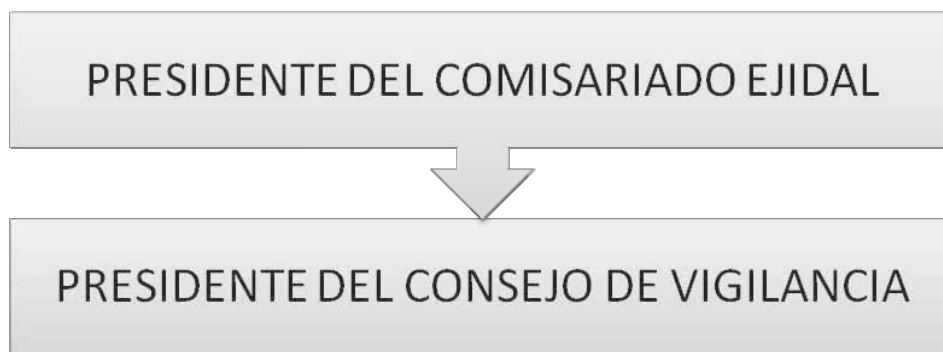 PRESIDENTE DEL COMISARIADO EJIDAL
PRESIDENTE DEL CONSEJO DE VIGILANCIA